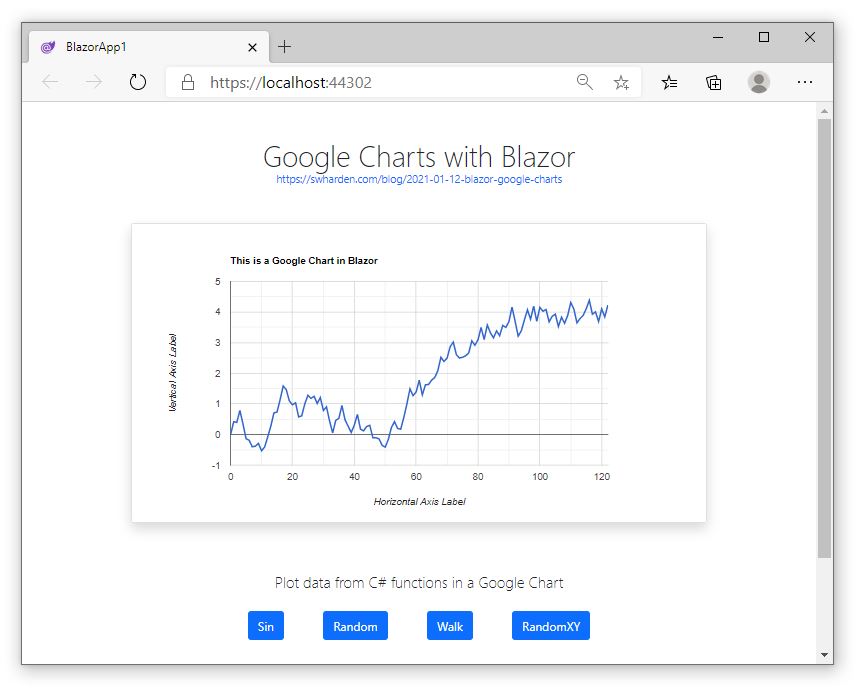 BlazorApp1
https://localhost:44302
Google Charts with Blazor
https://swharden.com/blog/2021-01-12-blazor-google-charts
This is a Google Chart in Blazor
5
4
3
2
1
0
-1
Vertical Axis Label
0 20 40 60 80 100 120
Horizontal Axis Label
Plot data from C# functions in a Google Chart
Sin Random Walk RandomXY